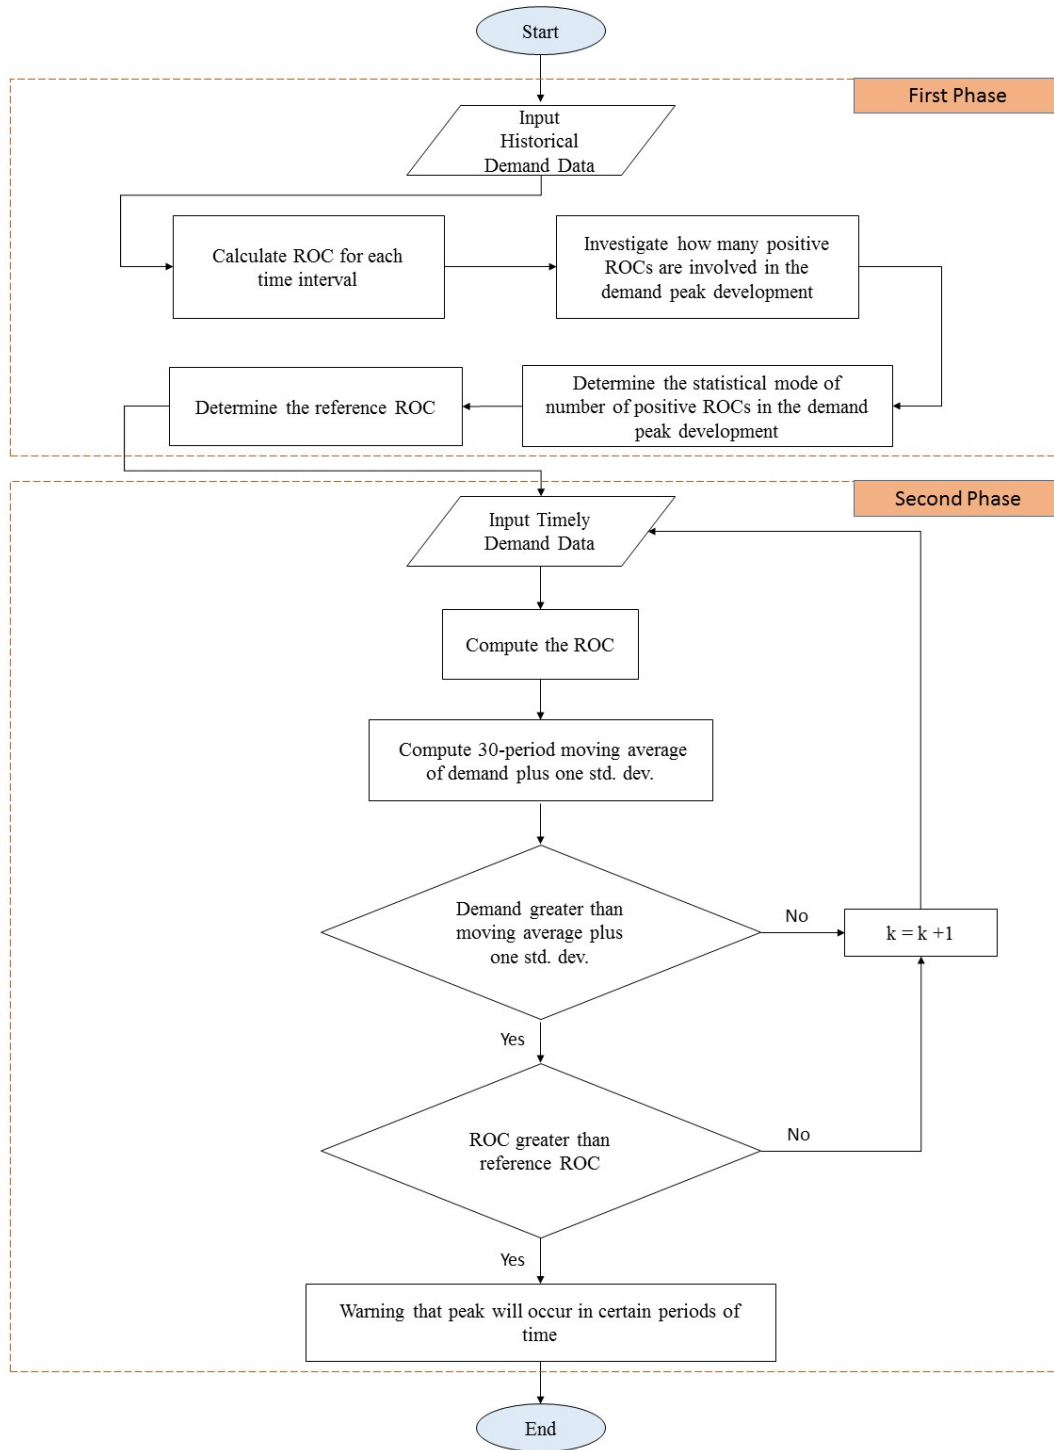 Start
First Phase
Input
Historical
Demand Data
Calculate ROC for each
time interval
Investigate how many positive
ROCs are involved in the
demand peak development
Determine the statistical mode of
number of positive ROCs in the demand
peak development
Determine the reference ROC
Second Phase
Input Timely
Demand Data
Compute the ROC
Compute 30-period moving average
of demand plus one std. dev.
Demand greater than
moving average plus
one std. dev.
No
k = k +1
Yes
ROC greater than
reference ROC
No
Yes
Warning that peak will occur in certain periods of
time
End